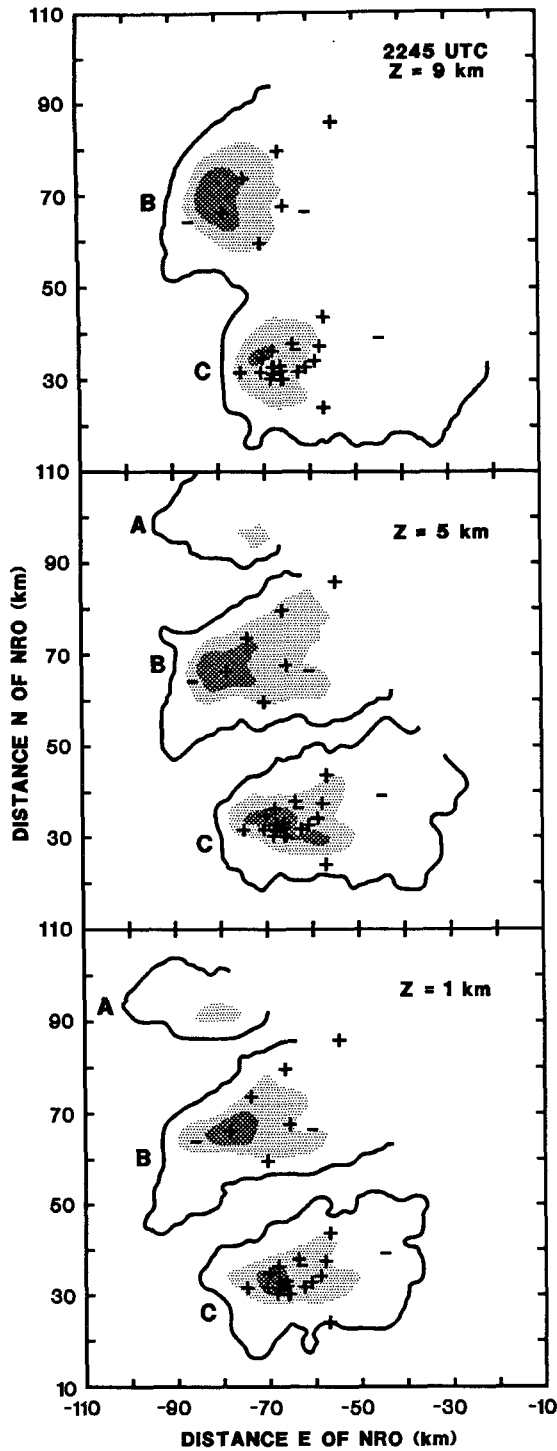 110
2245 UTC
Z = 9 km
90
B
70
50
C
30
110
A
Z = 5 km
90
B
70
50
C
30
DISTANCE N OF NRO (km)
110
Z = 1 km
A
90
70
B
50
C
30
10
-110 -90 -70 -50 -30 -10
DISTANCE E OF NRO (km)